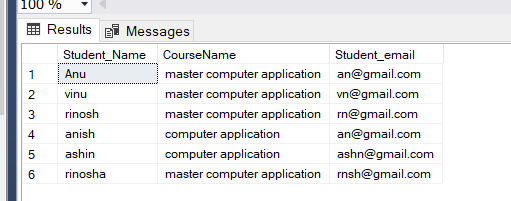 100 %
Results Messages
Student_Name CourseName Student_email
1 Anu master computer application an@gmail.com
2 vinu master computer application vn@gmail.com
3 rinosh master computer application rn@gmail.com
4 anish computer application an@gmail.com
5 ashin computer application ashn@gmail.com
6 rinosha master computer application rnsh@gmail.com